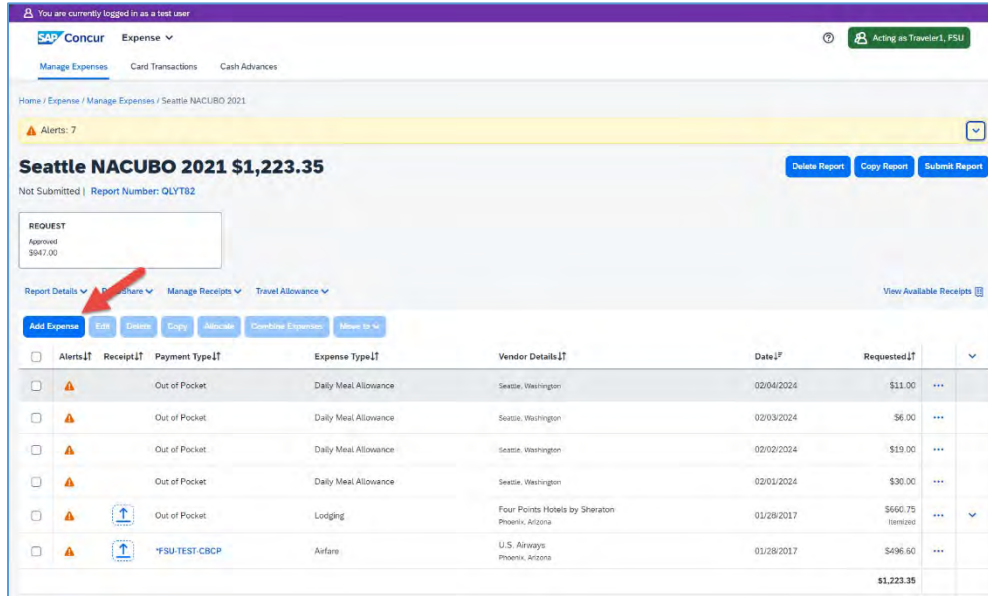 You are currently logged in as a test user
SAP Concur Expense
Acting as Traveler1, FSU
Manage Expenses Card Transactions Cash Advances
Home / Expense / Manage Expenses / Seattle NACUBO 2021
Alerts: 7
Seattle NACUBO 2021 $1,223.35
Delete Report Copy Report Submit Report
Not Submitted | Report Number: QLYT82
REQUEST
Approved
$947.00
Report Details Manage Receipts Travel Allowance View Available Receipts
Add Expense Edit Delete Copy Allocate Combine Expenses Move to
Alerts Receipt Payment Type Expense Type Vendor Details Date Requested
Out of Pocket Daily Meal Allowance Seattle, Washington 02/04/2024 $11.00
Out of Pocket Daily Meal Allowance Seattle, Washington 02/03/2024 $6.00
Out of Pocket Daily Meal Allowance Seattle, Washington 02/02/2024 $19.00
Out of Pocket Daily Meal Allowance Seattle, Washington 02/01/2024 $30.00
Out of Pocket Lodging Four Points Hotels by Sheraton 01/28/2017 $660.75
Phoenix, Arizona Itemized
*FSU-TEST-CBCP Airfare U.S. Airways 01/28/2017 $496.60
Phoenix, Arizona
$1,223.35